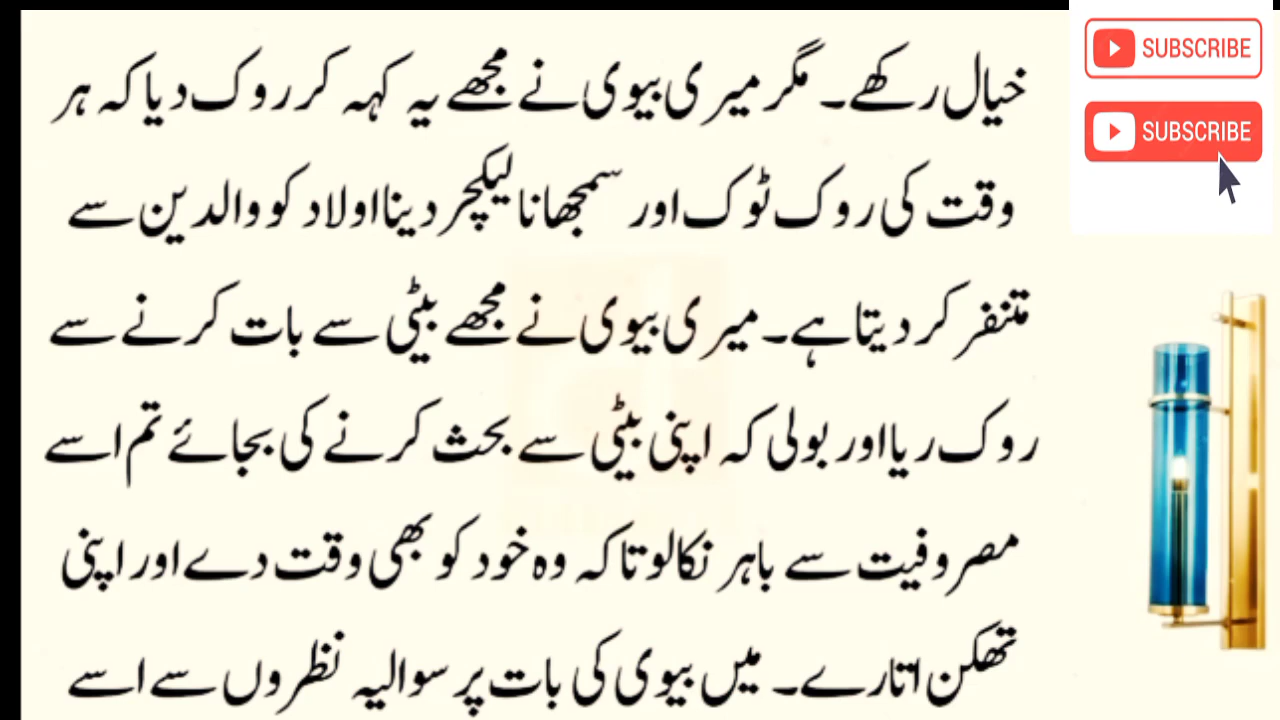 خیال رکھے۔ مگر میری بیوی نے مجھے یہ کہہ کر روک دیا کہ ہر
وقت کی روک ٹوک اور سمجھانا لیکچر دینا اولاد کو والدین سے
متنفر کر دیتا ہے۔ میری بیوی نے مجھے بیٹی سے بات کرنے سے
روک ریا اور بولی کہ اپنی بیٹی سے بحث کرنے کی بجائے تم اسے
مصروفیت سے باہر نکالو تاکہ وہ خود کو بھی وقت دے اور اپنی
تھکن اتارے۔ میں بیوی کی بات پر سوالیہ نظروں سے اسے
SUBSCRIBE
SUBSCRIBE